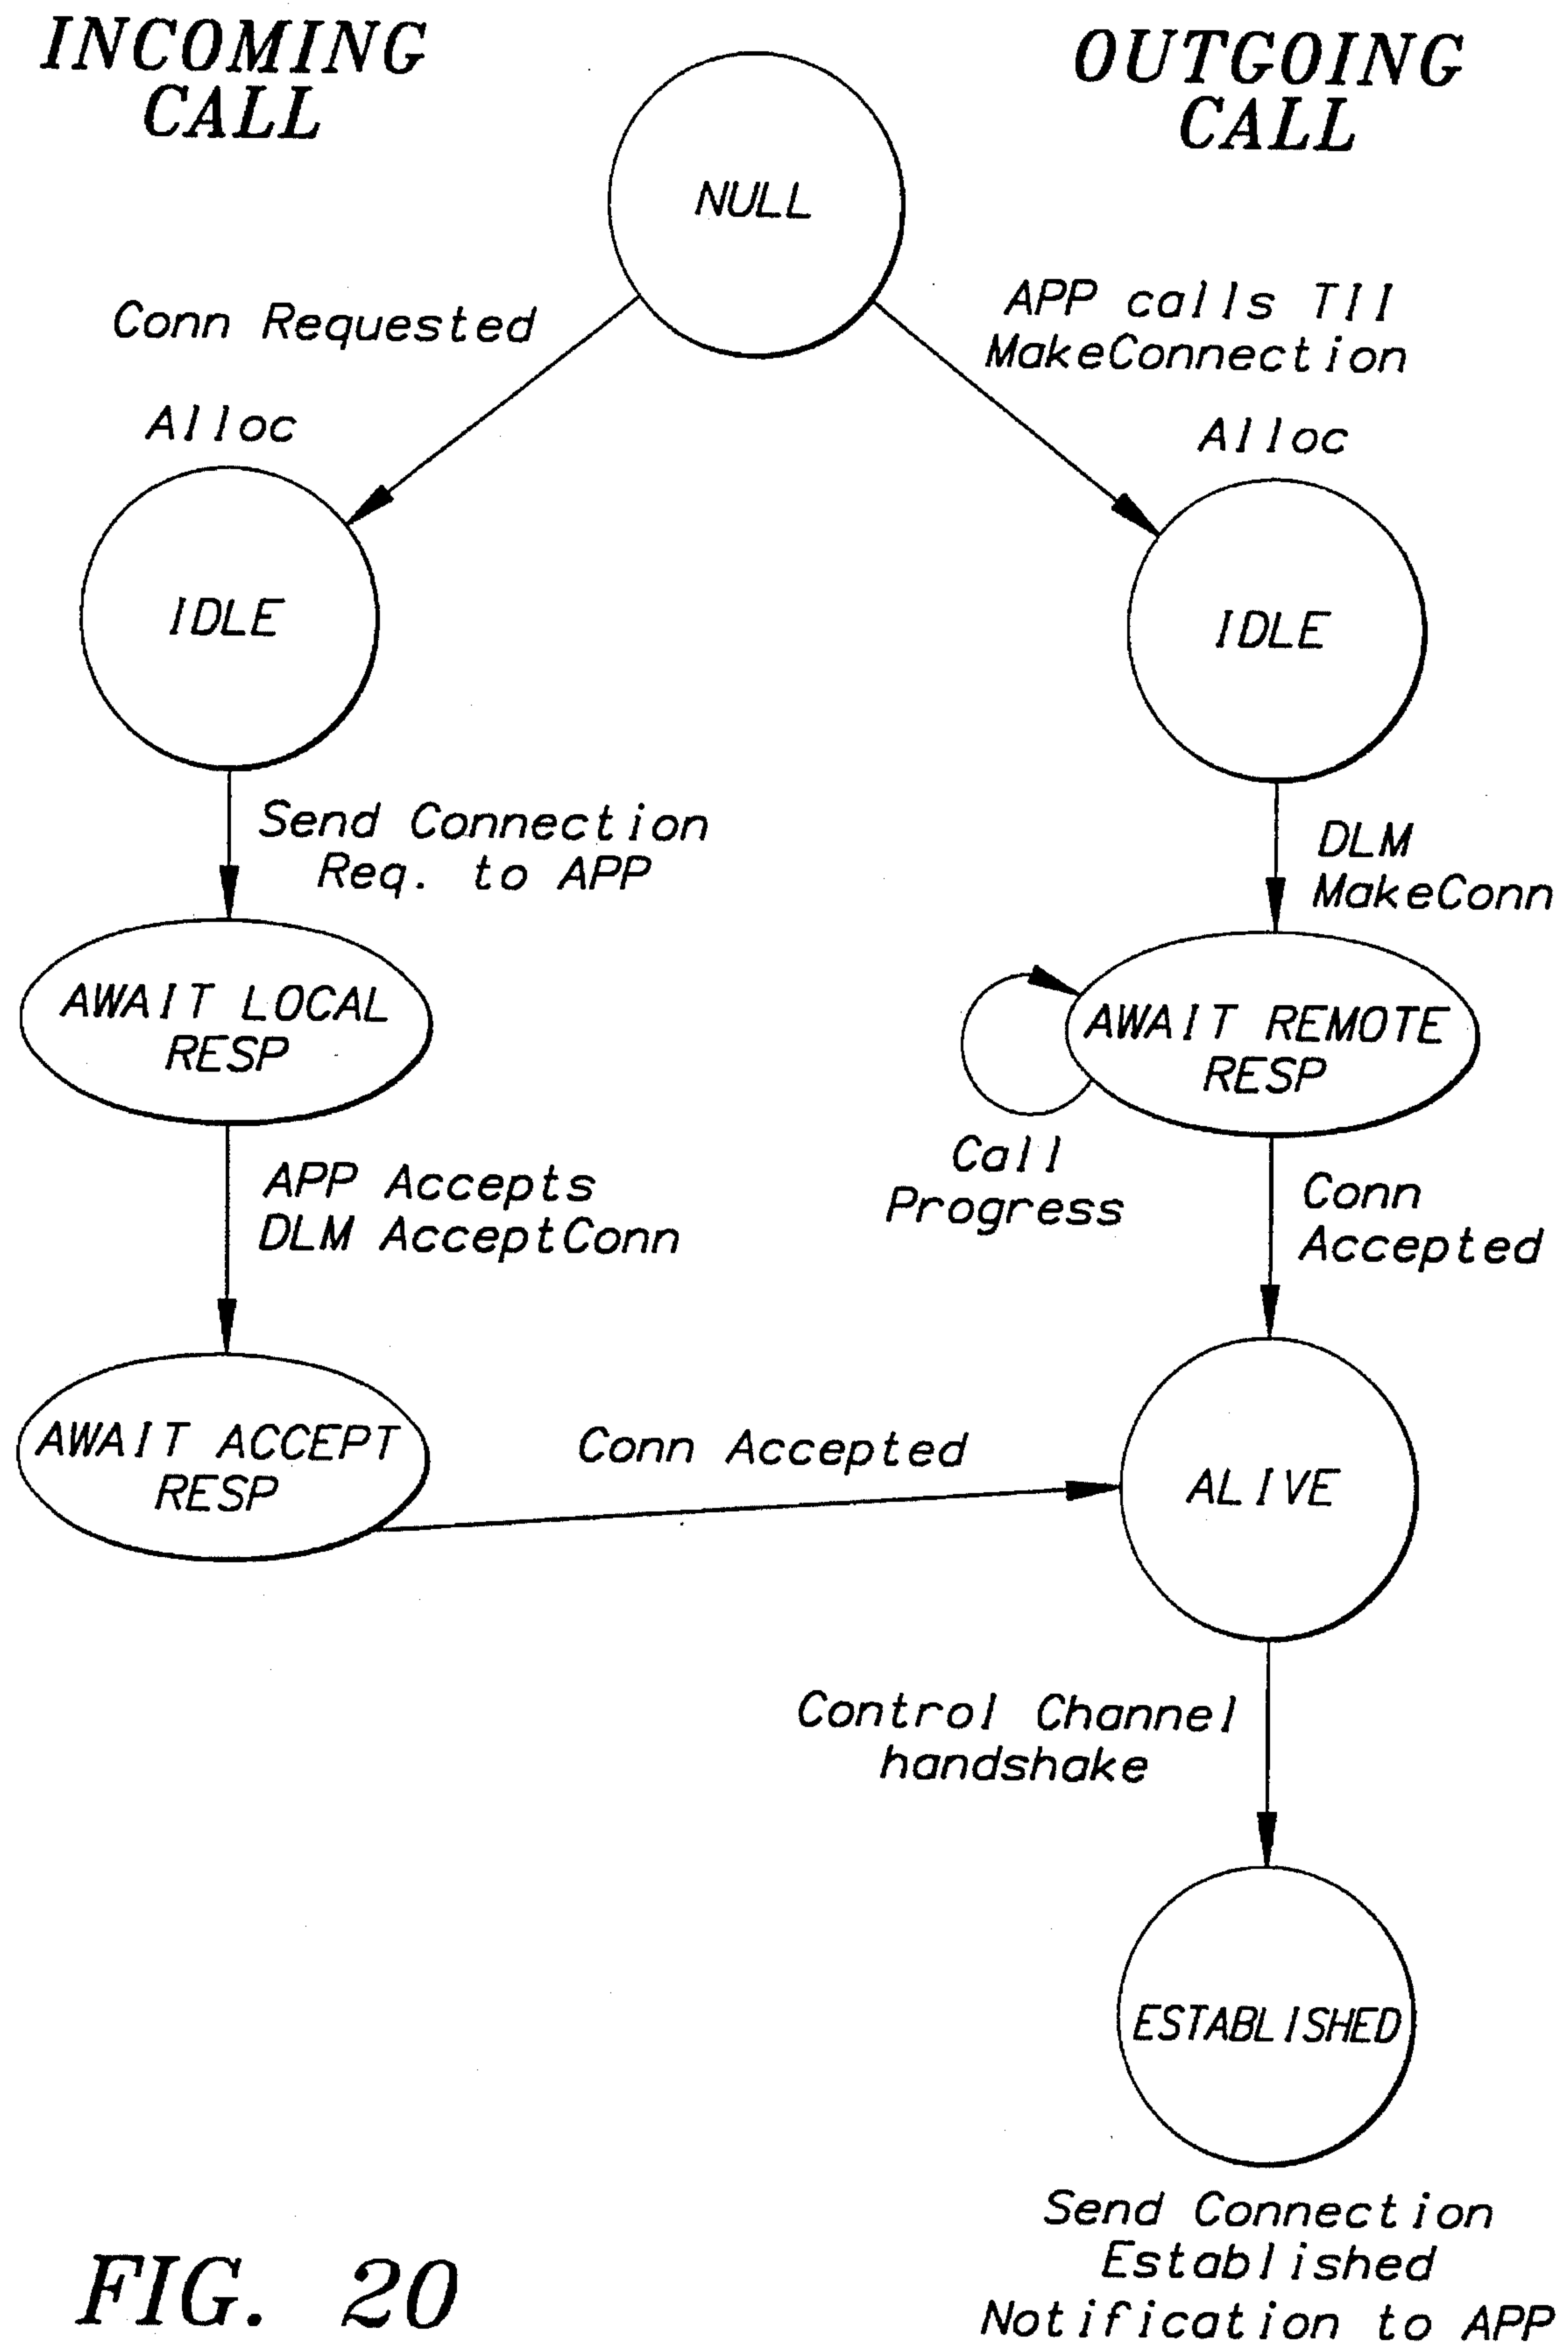 INCOMING
CALL
OUTGOING
CALL
NULL
Conn Requested
APP calls TII
MakeConnection
Alloc
Alloc
IDLE
IDLE
Send Connection
Req. to APP
DLM
MakeConn
AWAIT LOCAL
RESP
AWAIT REMOTE
RESP
Call
Progress
APP Accepts
DLM AcceptConn
Conn
Accepted
AWAIT ACCEPT
RESP
Conn Accepted
ALIVE
Control Channel
handshake
ESTABLISHED
Send Connection
Established
Notification to APP
FIG. 20